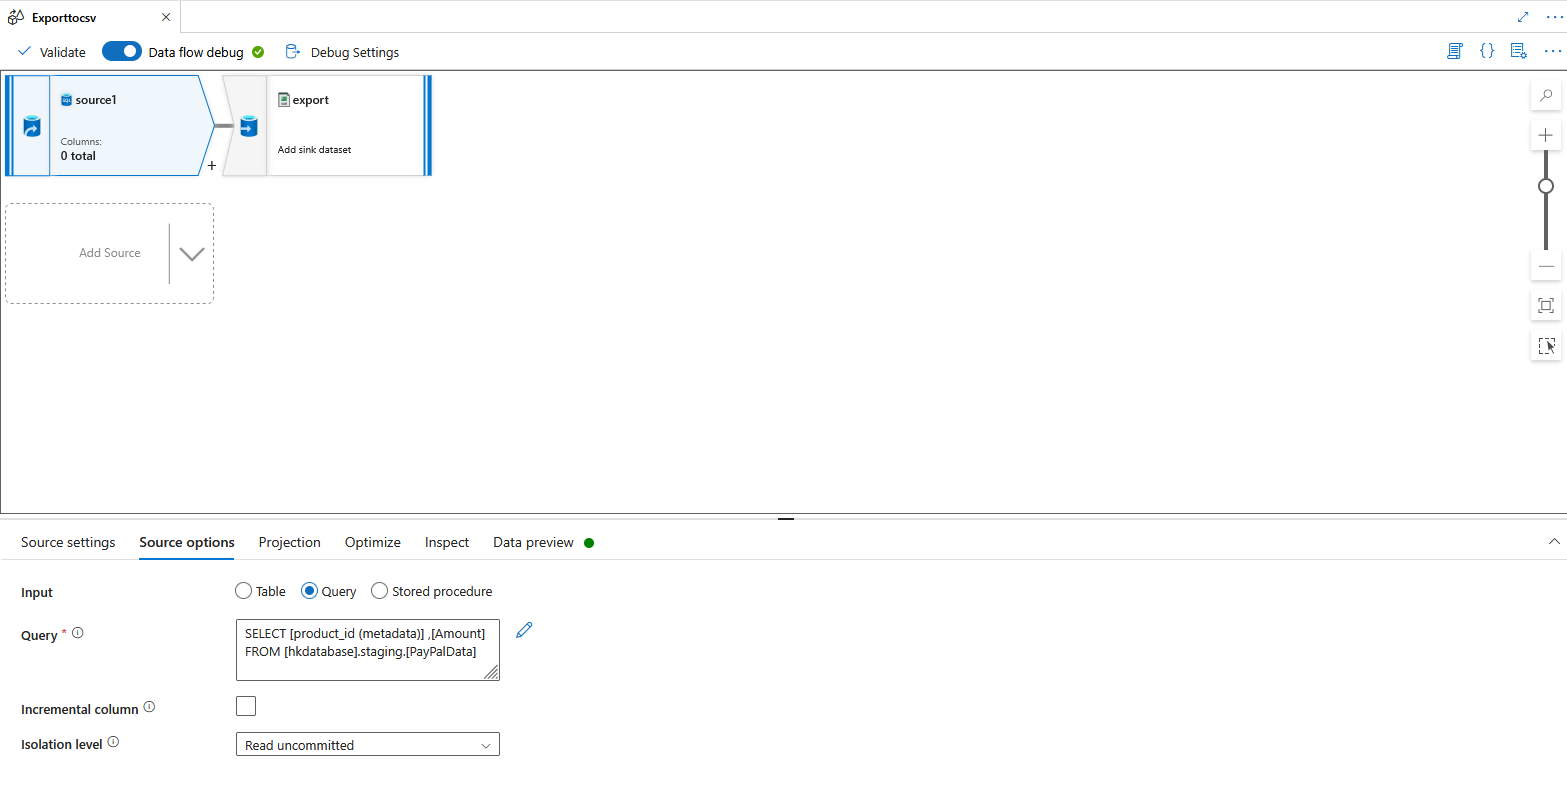 Exporttocsv
Validate
Data flow debug
Debug Settings
source1
Columns:
0 total
+
export
Add sink dataset
Add Source
Source settings
Source options
Projection
Optimize
Inspect
Data preview
Input
Table
Query
Stored procedure
Query *
SELECT [product_id (metadata)] ,[Amount]
FROM [hkdatabase].staging.[PayPalData]
Incremental column
Isolation level
Read uncommitted